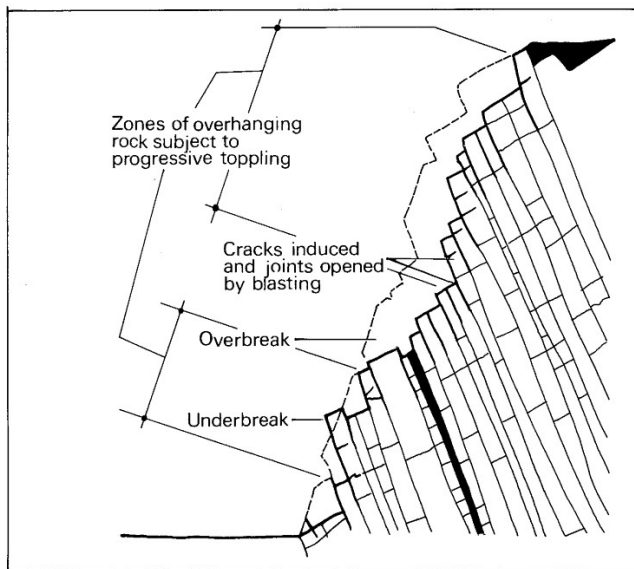 Zones of overhanging
rock subject to
progressive toppling
Cracks induced
and joints opened
by blasting
Overbreak
Underbreak